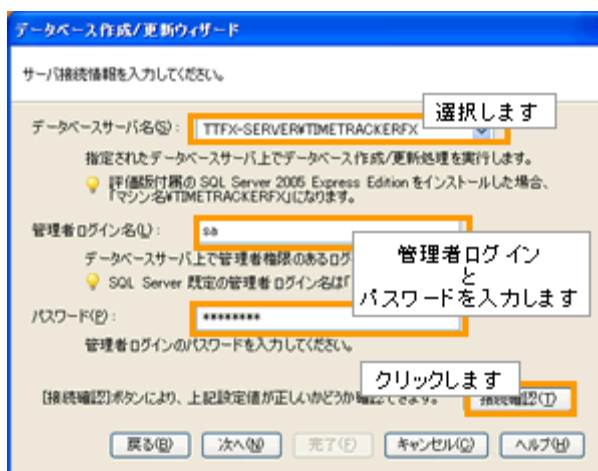 データベース作成/更新ウィザード
サーバ接続情報を入力してください。
選択します
データベースサーバ名(S): TTFX-SERVER¥TIMETRACKERFX
指定されたデータベースサーバ上でデータベース作成/更新処理を実行します。
評価版付属の SQL Server 2005 Express Edition をインストールした場合、
「マシン名¥TIMETRACKERFX」になります。
管理者ログイン名(L): sa
データベースサーバ上で管理者権限のあるログ
SQL Server 既定の管理者ログイン名は「
管理者ログイン
と
パスワードを入力します
パスワード(P): ********
管理者ログインのパスワードを入力してください。
クリックします
[接続確認]ボタンにより、上記設定値が正しいかどうか確認できます。 接続確認(T)
戻る(B) 次へ(N) 完了(F) キャンセル(C) ヘルプ(H)